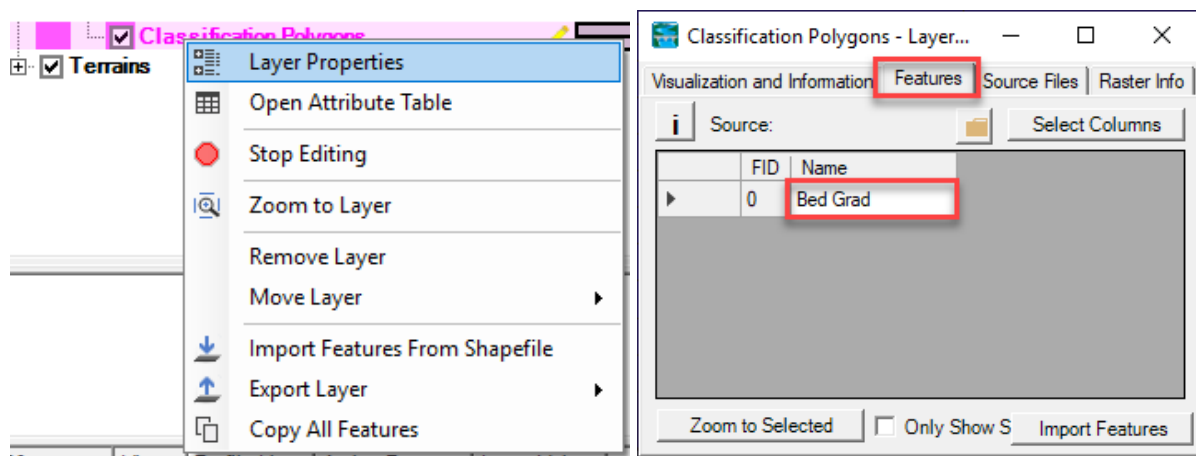 Classification Polygons
Terrains
Layer Properties
Open Attribute Table
Stop Editing
Zoom to Layer
Remove Layer
Move Layer
Import Features From Shapefile
Export Layer
Copy All Features
Classification Polygons - Layer...
Visualization and Information Features Source Files Raster Info
i Source: Select Columns
FID Name
0 Bed Grad
Zoom to Selected Only Show S Import Features